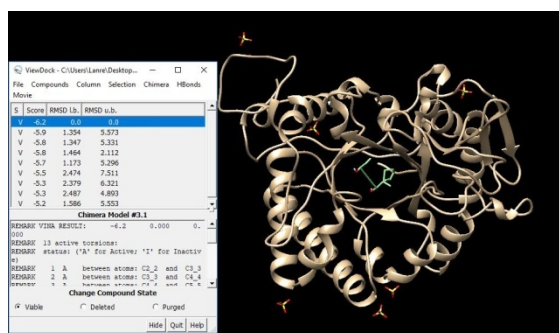 ViewDock - C:\Users\Lanre\Desktop...
File Compounds Column Selection Chimera HBonds
Movie
S Score RMSD l.b. RMSD u.b.
V -6.2 0.0 0.0
V -5.9 1.354 5.573
V -5.8 1.347 5.331
V -5.8 1.464 2.112
V -5.7 1.173 5.296
V -5.5 2.474 7.511
V -5.3 2.379 6.321
V -5.3 2.487 4.893
V -5.2 1.586 5.553
Chimera Model #3.1
REMARK VINA RESULT: -6.2 0.000 0.
000
REMARK 13 active torsions:
REMARK status: ('A' for Active; 'I' for Inactiv
e)
REMARK 1 A between atoms: C2_2 and C3_3
REMARK 2 A between atoms: C3_3 and C4_4
Change Compound State
Viable Deleted Purged
Hide Quit Help